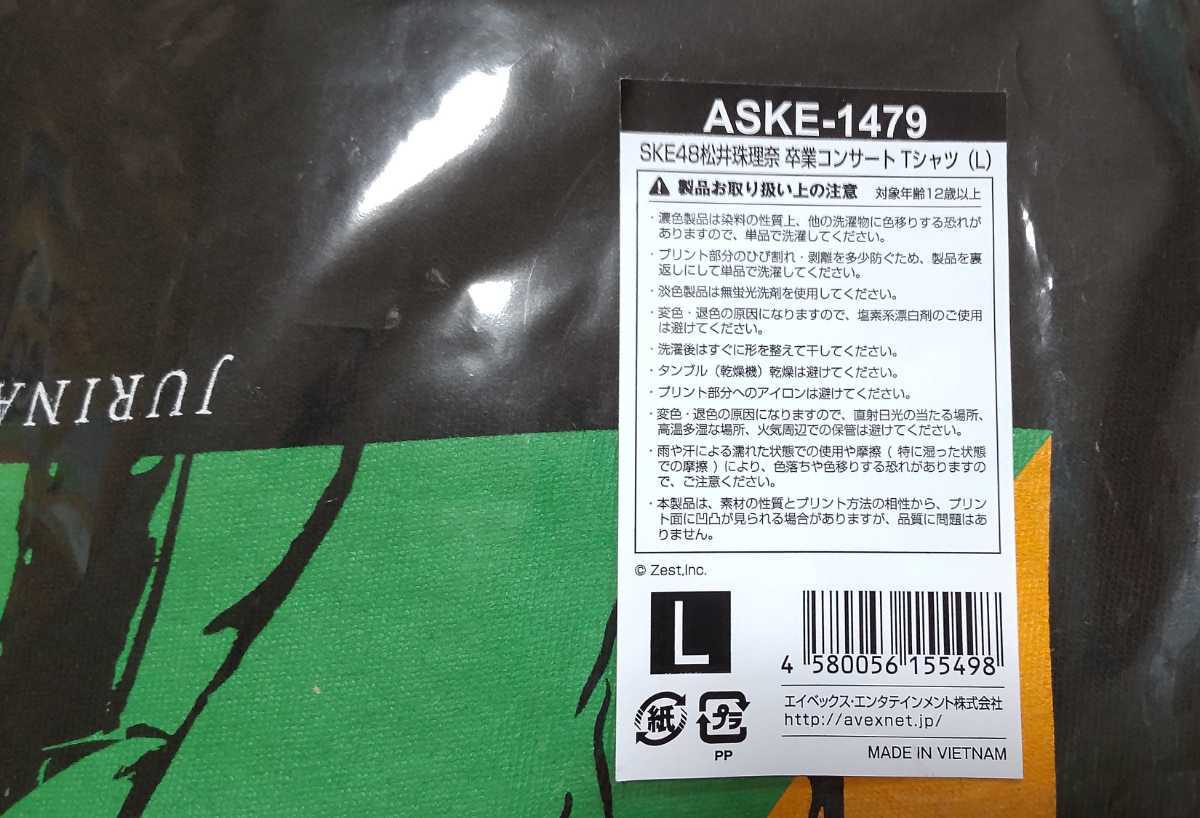 ASKE-1479
SKE48松井珠理奈 卒業コンサート Tシャツ（L）
製品お取り扱い上の注意 対象年齢12歳以上
・濃色製品は染料の性質上、他の洗濯物に色移りする恐れが
ありますので、単品で洗濯してください。
・プリント部分のひび割れ・剥離を多少防ぐため、製品を裏
返しにして単品で洗濯してください。
・淡色製品は無蛍光洗剤を使用してください。
・変色・退色の原因になりますので、塩素系漂白剤のご使用
は避けてください。
・洗濯後はすぐに形を整えて干してください。
・タンブル（乾燥機）乾燥は避けてください。
・プリント部分へのアイロンは避けてください。
・変色・退色の原因になりますので、直射日光の当たる場所、
高温多湿な場所、火気周辺での保管は避けてください。
・雨や汗による濡れた状態での使用や摩擦 ( 特に湿った状態
での摩擦 ) により、色落ちや色移りする恐れがありますの
で、ご注意ください。
・本製品は、素材の性質とプリント方法の相性から、プリン
ト面に凹凸が見られる場合がありますが、品質に問題はあ
りません。
© Zest,Inc.
L
4 580056 155498
紙
プラ
PP
エイベックス・エンタテインメント株式会社
http://avexnet.jp/
MADE IN VIETNAM
JURINA